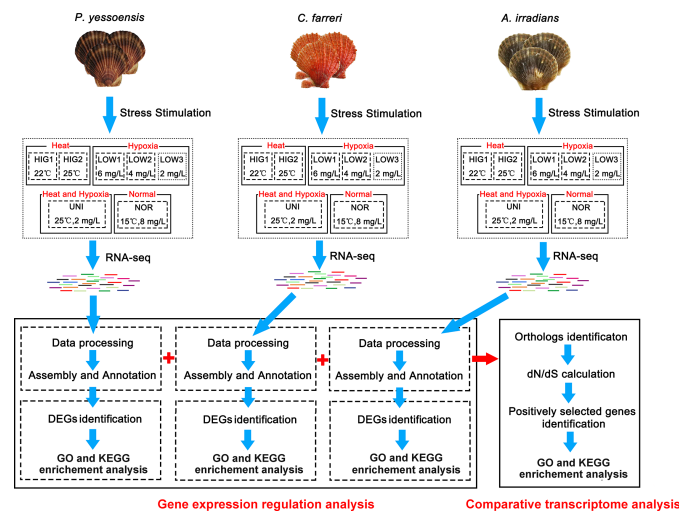 P. yessoensis
C. farreri
A. irradians
Stress Stimulation
Stress Stimulation
Stress Stimulation
Heat
Hypoxia
HIG1
22℃
HIG2
25℃
LOW1
6 mg/L
LOW2
4 mg/L
LOW3
2 mg/L
Heat and Hypoxia
Normal
UNI
25℃,2 mg/L
NOR
15℃,8 mg/L
Heat
Hypoxia
HIG1
22℃
HIG2
25℃
LOW1
6 mg/L
LOW2
4 mg/L
LOW3
2 mg/L
Heat and Hypoxia
Normal
UNI
25℃,2 mg/L
NOR
15℃,8 mg/L
Heat
Hypoxia
HIG1
22℃
HIG2
25℃
LOW1
6 mg/L
LOW2
4 mg/L
LOW3
2 mg/L
Heat and Hypoxia
Normal
UNI
25℃,2 mg/L
NOR
15℃,8 mg/L
RNA-seq
RNA-seq
RNA-seq
Data processing
Assembly and Annotation
DEGs identification
GO and KEGG
enrichement analysis
+
Data processing
Assembly and Annotation
DEGs identification
GO and KEGG
enrichement analysis
+
Data processing
Assembly and Annotation
DEGs identification
GO and KEGG
enrichement analysis
Orthologs identificaton
dN/dS calculation
Positively selected genes
identification
GO and KEGG
enrichement analysis
Gene expression regulation analysis
Comparative transcriptome analysis